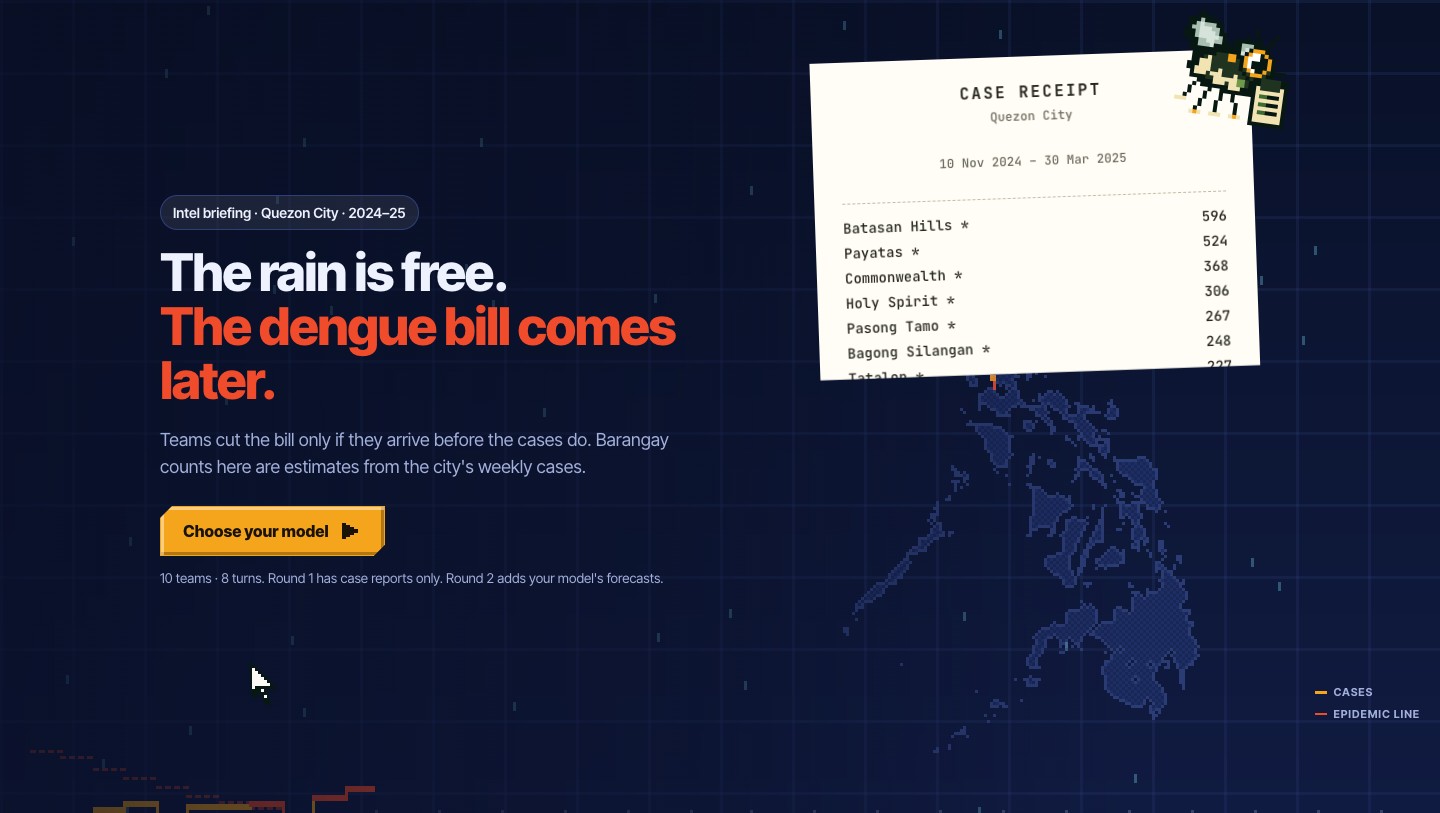 Intel briefing · Quezon City · 2024–25
The rain is free.
The dengue bill comes
later.
Teams cut the bill only if they arrive before the cases do. Barangay
counts here are estimates from the city's weekly cases.
Choose your model
10 teams · 8 turns. Round 1 has case reports only. Round 2 adds your model's forecasts.
CASE RECEIPT
Quezon City
10 Nov 2024 – 30 Mar 2025
Batasan Hills * 596
Payatas * 524
Commonwealth * 368
Holy Spirit * 306
Pasong Tamo * 267
Bagong Silangan * 248
Tatalon * 227
CASES
EPIDEMIC LINE